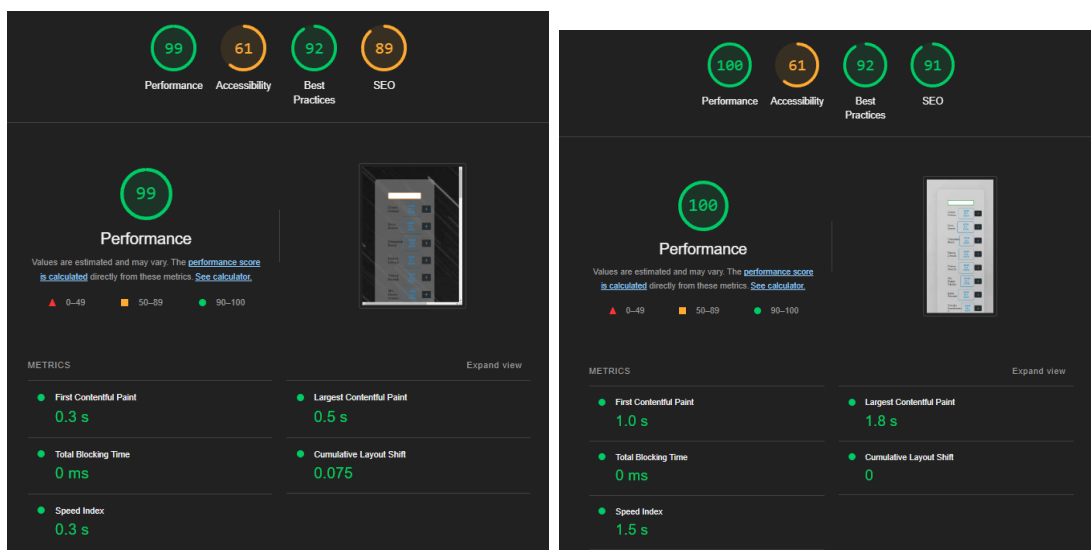 99
61
92
89
Performance
Accessibility
Best
Practices
SEO
99
Performance
Values are estimated and may vary. The performance score
is calculated directly from these metrics. See calculator.
0–49
50–89
90–100
METRICS
Expand view
First Contentful Paint
0.3 s
Largest Contentful Paint
0.5 s
Total Blocking Time
0 ms
Cumulative Layout Shift
0.075
Speed Index
0.3 s
100
61
92
91
Performance
Accessibility
Best
Practices
SEO
100
Performance
Values are estimated and may vary. The performance score
is calculated directly from these metrics. See calculator.
0–49
50–89
90–100
METRICS
Expand view
First Contentful Paint
1.0 s
Largest Contentful Paint
1.8 s
Total Blocking Time
0 ms
Cumulative Layout Shift
0
Speed Index
1.5 s